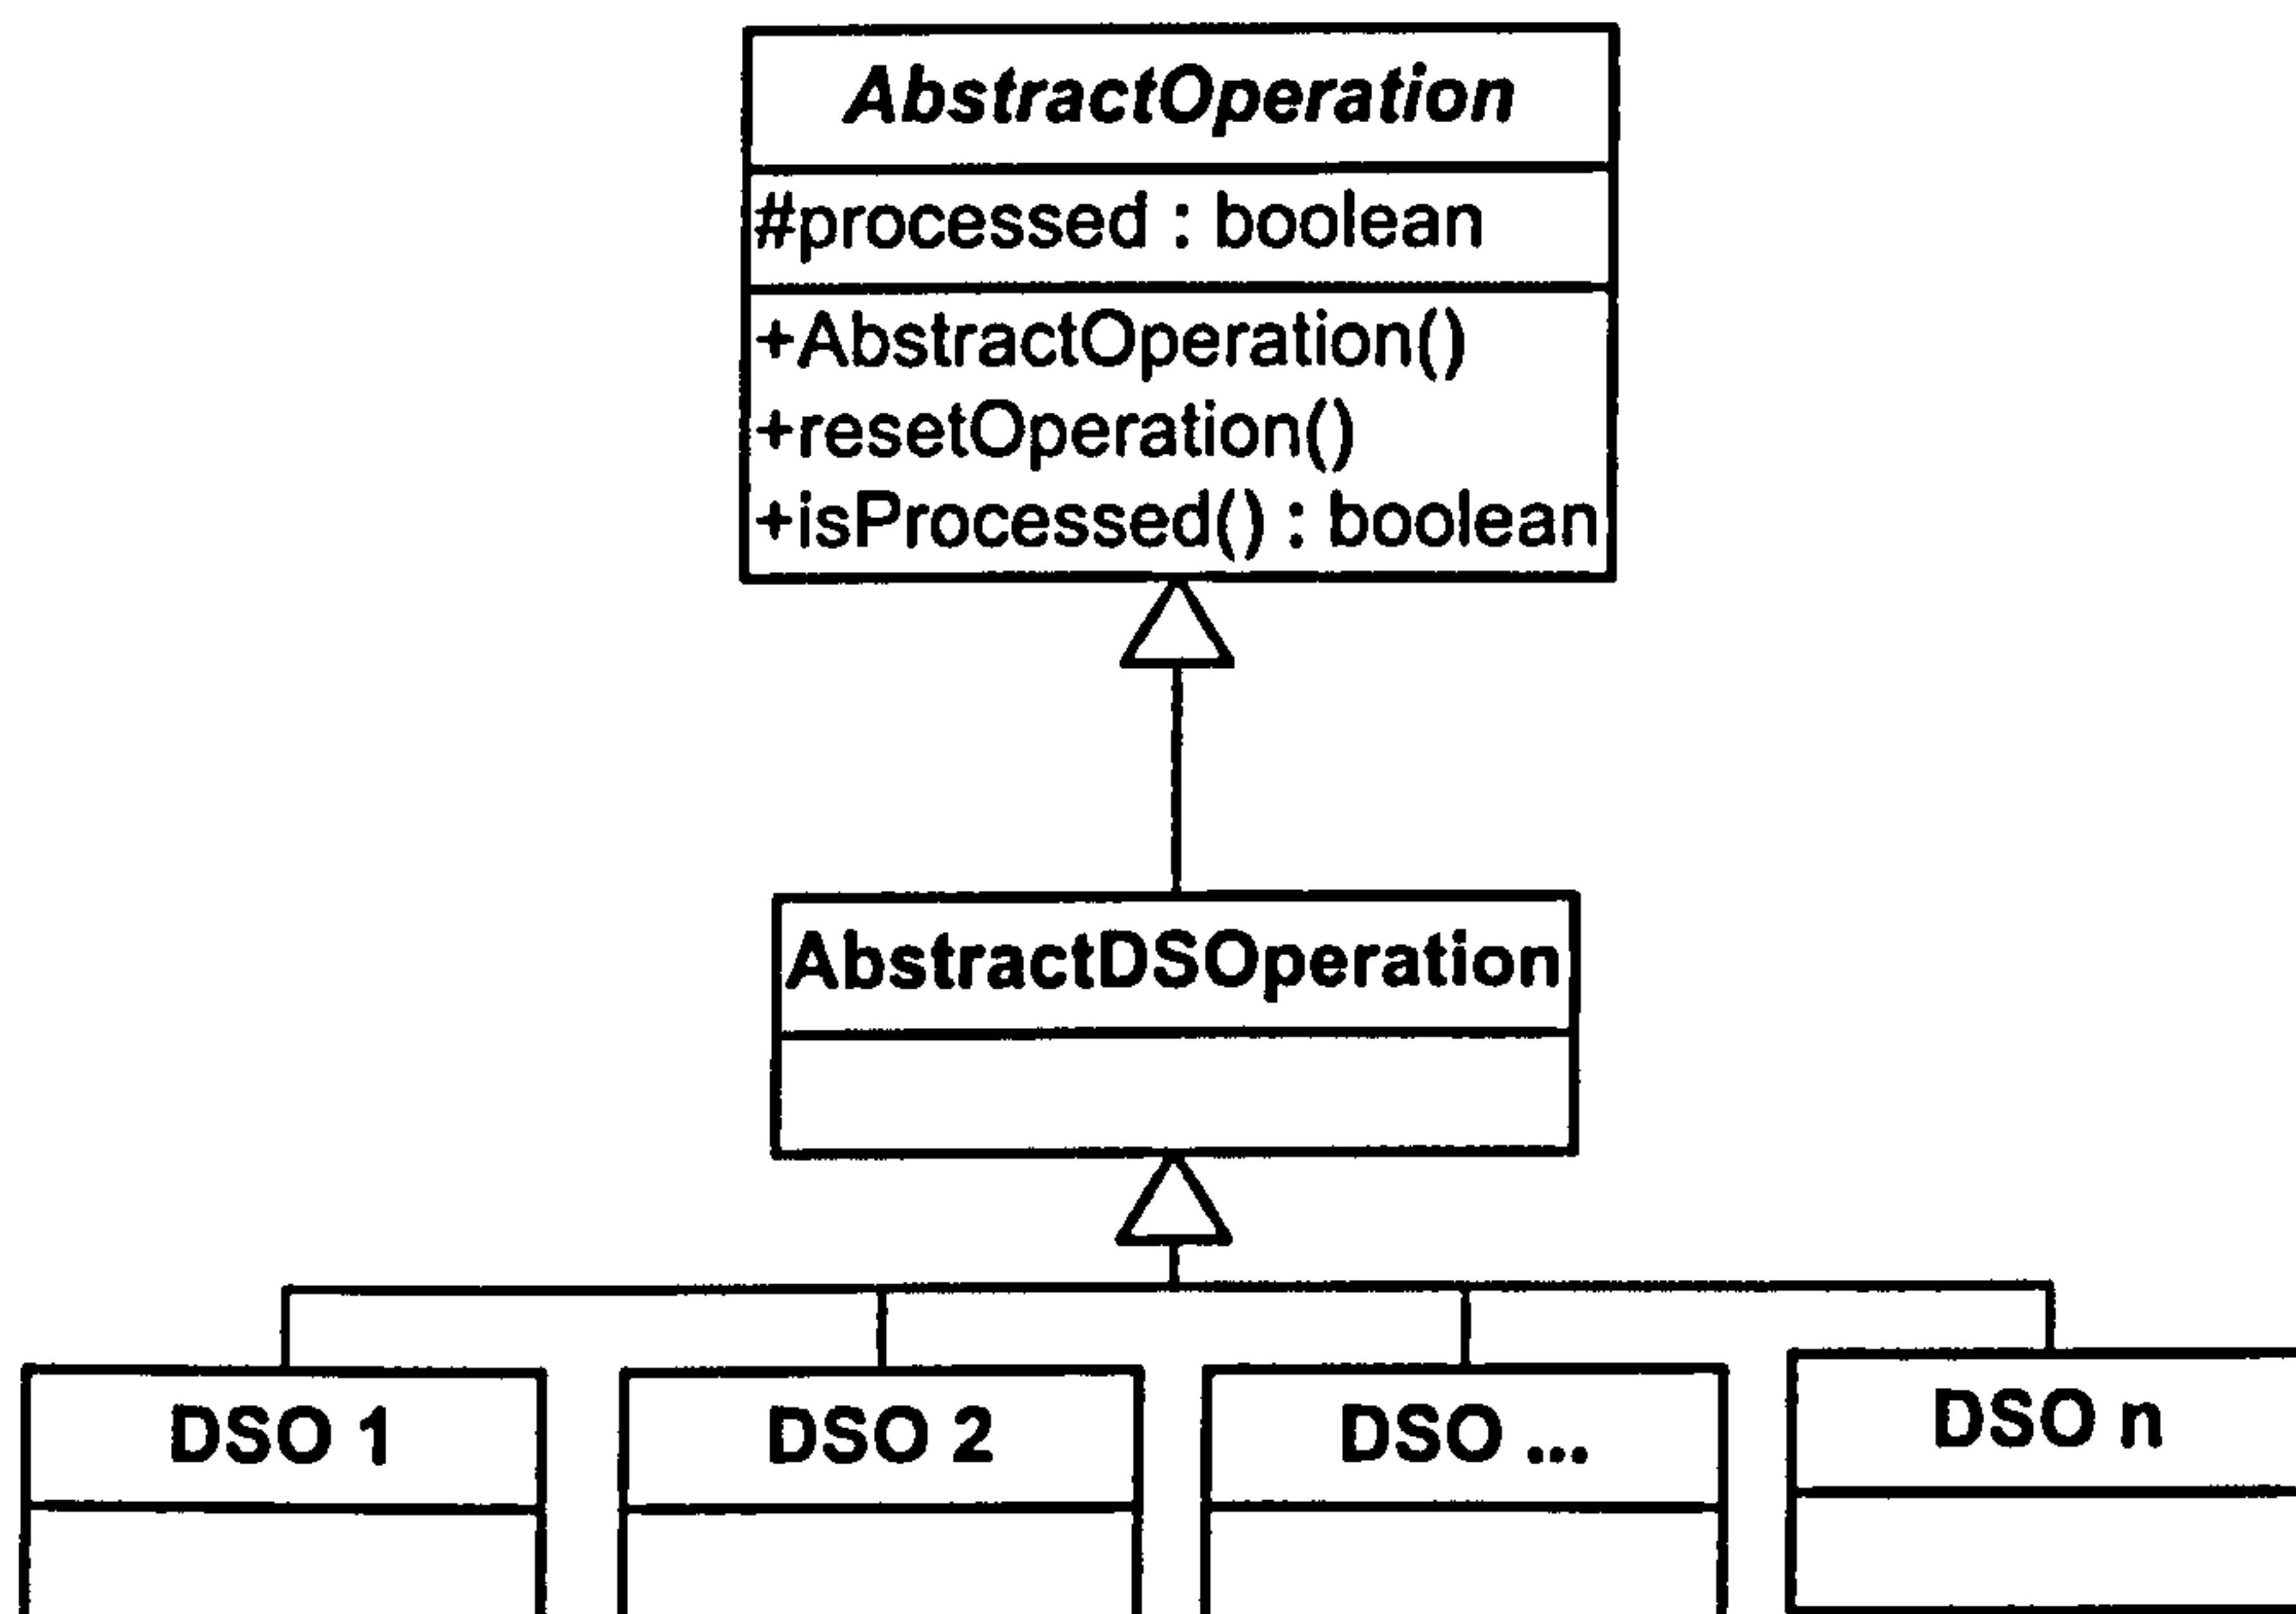 AbstractOperation
#processed : boolean
+AbstractOperation()
+resetOperation()
+isProcessed() : boolean
AbstractDSOperation
DSO 1
DSO 2
DSO ...
DSO n